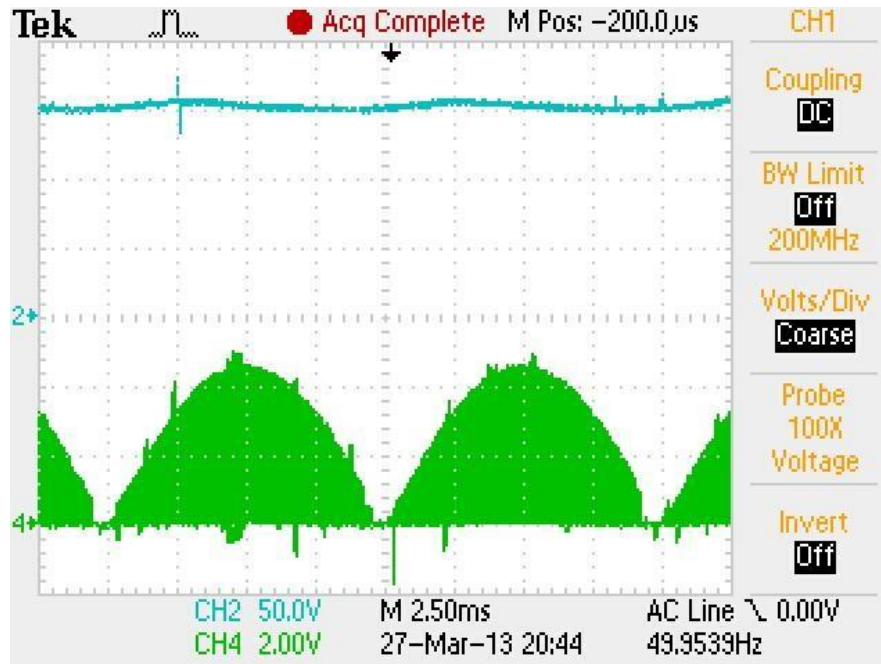 Tek Acq Complete M Pos: -200.0µs CH1
Coupling
DC
BW Limit
Off
200MHz
Volts/Div
Coarse
Probe
100X
Voltage
Invert
Off
2
4
CH2 50.0V M 2.50ms AC Line 0.00V
CH4 2.00V 27-Mar-13 20:44 49.9539Hz